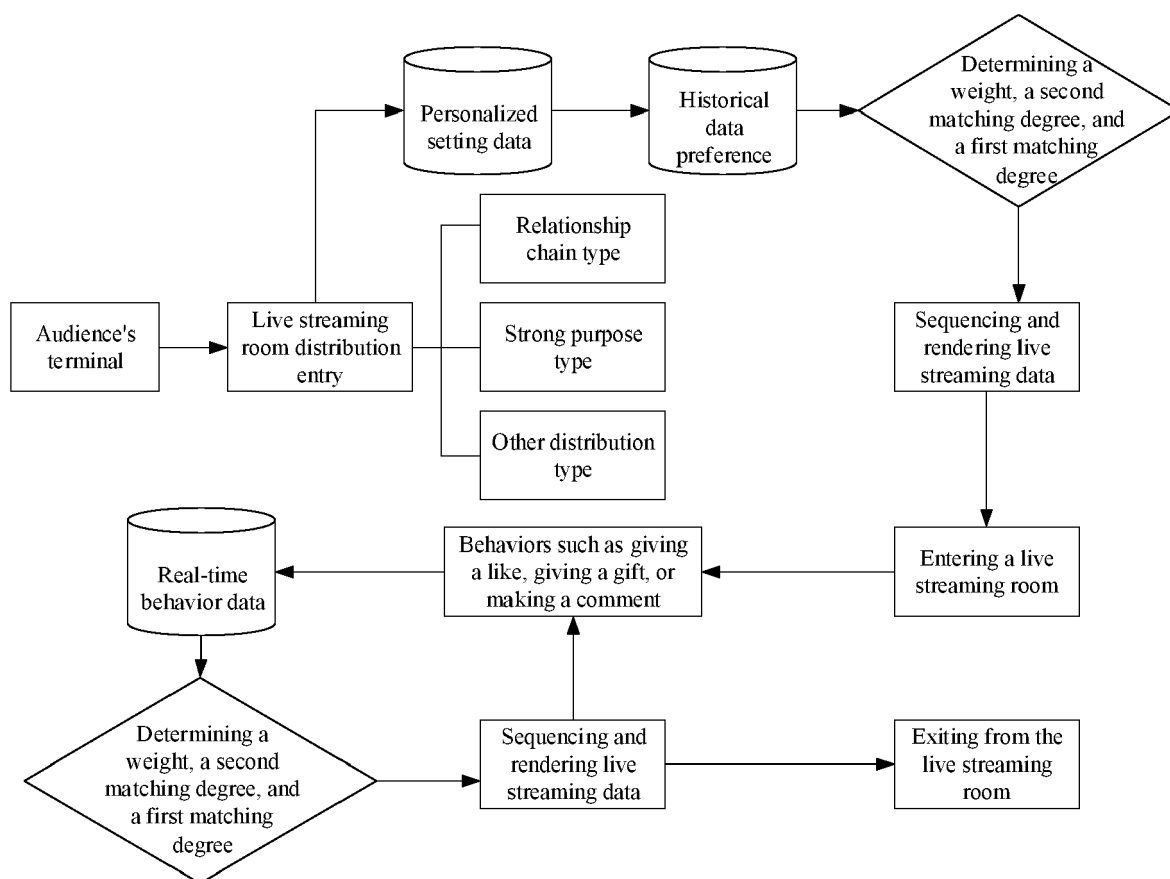 Personalized
setting data
Historical
data
preference
Determining a
weight, a second
matching degree, and
a first matching
degree
Relationship
chain type
Audience's
terminal
Live streaming
room distribution
entry
Strong purpose
type
Sequencing and
rendering live
streaming data
Other distribution
type
Real-time
behavior data
Behaviors such as giving
a like, giving a gift, or
making a comment
Entering a live
streaming room
Determining a
weight, a second
matching degree, and
a first matching
degree
Sequencing and
rendering live
streaming data
Exiting from the
live streaming
room